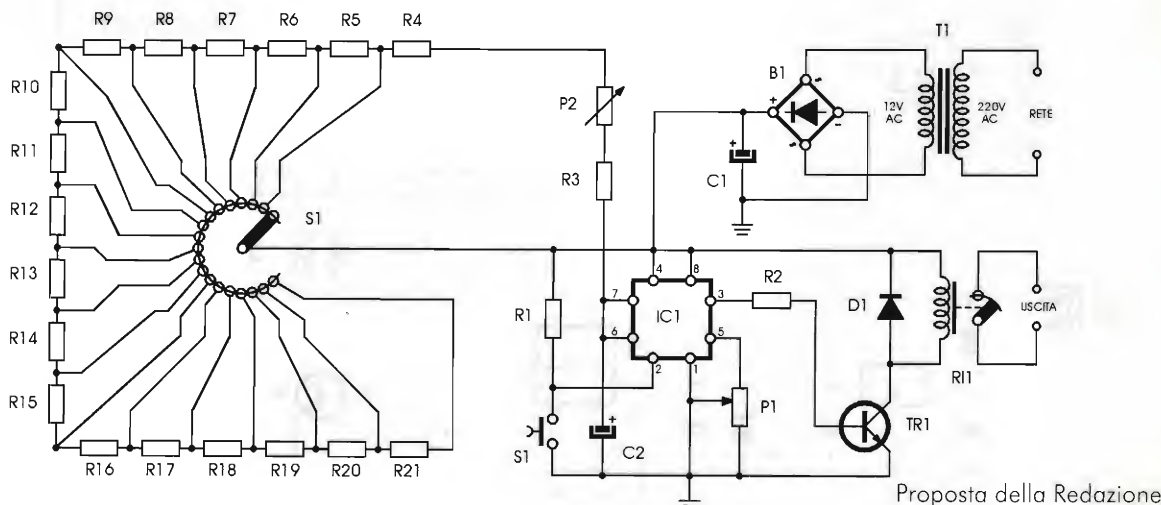 R9 R8 R7 R6 R5 R4
T1
B1
R10
P2
12V AC
220V AC
RETE
R11
C1
R3
R12
S1
R13
R1
7
4
8
3
R2
D1
USCITA
IC1
6
5
R14
2
1
RI1
P1
R15
TR1
S1
C2
R16 R17 R18 R19 R20 R21
Proposta della Redazione